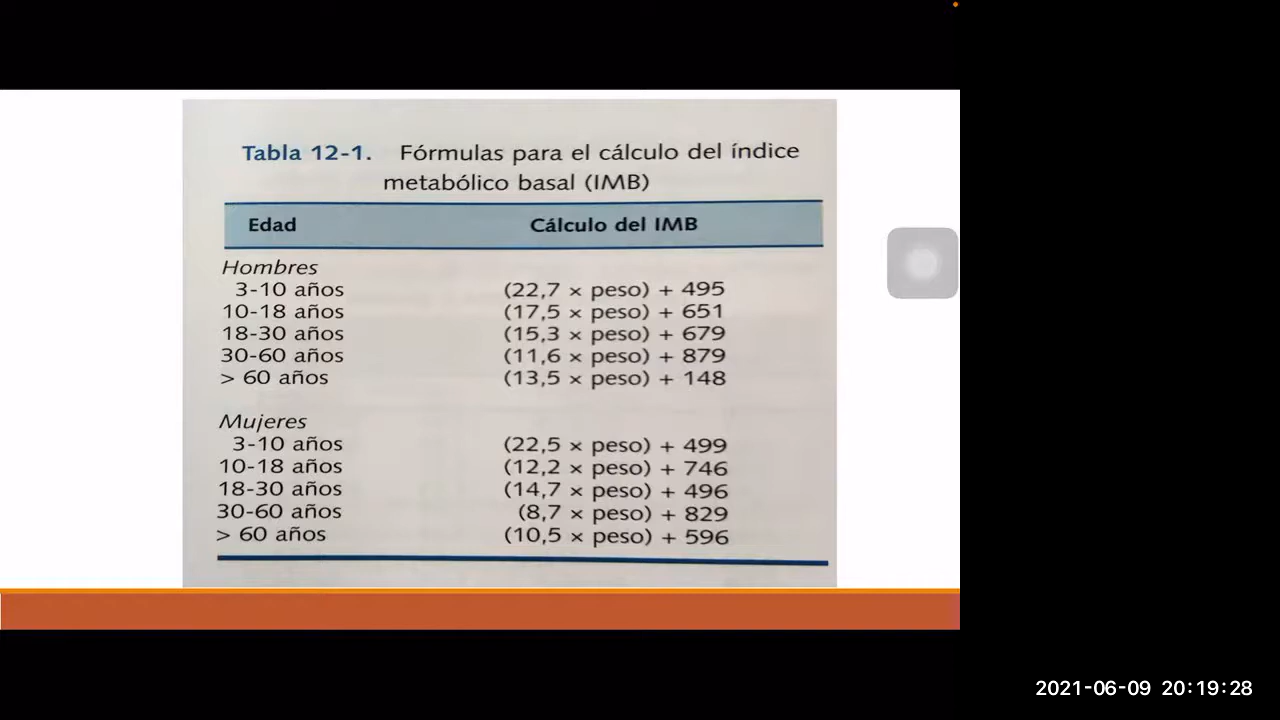 Tabla 12-1. Fórmulas para el cálculo del índice
metabólico basal (IMB)
Edad Cálculo del IMB
Hombres
3-10 años (22,7 × peso) + 495
10-18 años (17,5 × peso) + 651
18-30 años (15,3 × peso) + 679
30-60 años (11,6 × peso) + 879
> 60 años (13,5 × peso) + 148
Mujeres
3-10 años (22,5 × peso) + 499
10-18 años (12,2 × peso) + 746
18-30 años (14,7 × peso) + 496
30-60 años (8,7 × peso) + 829
> 60 años (10,5 × peso) + 596
2021-06-09 20:19:28